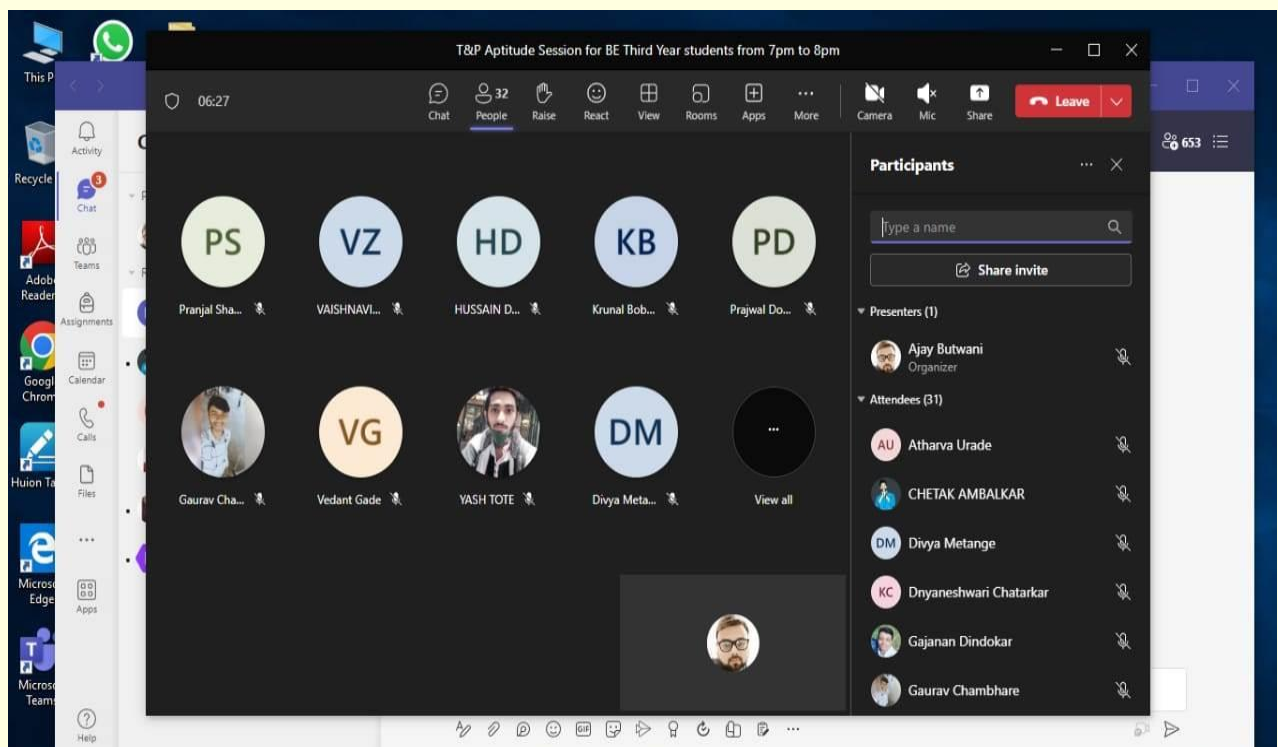 T&P Aptitude Session for BE Third Year students from 7pm to 8pm
This P
06:27
Chat
32
People
Raise
React
View
Rooms
Apps
More
Camera
Mic
Share
Leave
653
Activity
3
Chat
Recycle
Teams
Adob
Reader
Assignments
Googl
Chrom
Calendar
Calls
Huion Ta
Files
Micros
Edge
Apps
Micros
Team
Help
PS
Pranjal Sha...
VZ
VAISHNAVI...
HD
HUSSAIN D...
KB
Krunal Bob...
PD
Prajwal Do...
Gaurav Cha...
VG
Vedant Gade
YASH TOTE
DM
Divya Meta...
...
View all
Participants
Type a name
Share invite
Presenters (1)
Ajay Butwani
Organizer
Attendees (31)
AU Atharva Urade
CHETAK AMBALKAR
DM Divya Metange
KC Dnyaneshwari Chatarkar
Gajanan Dindokar
Gaurav Chambhare
GIF